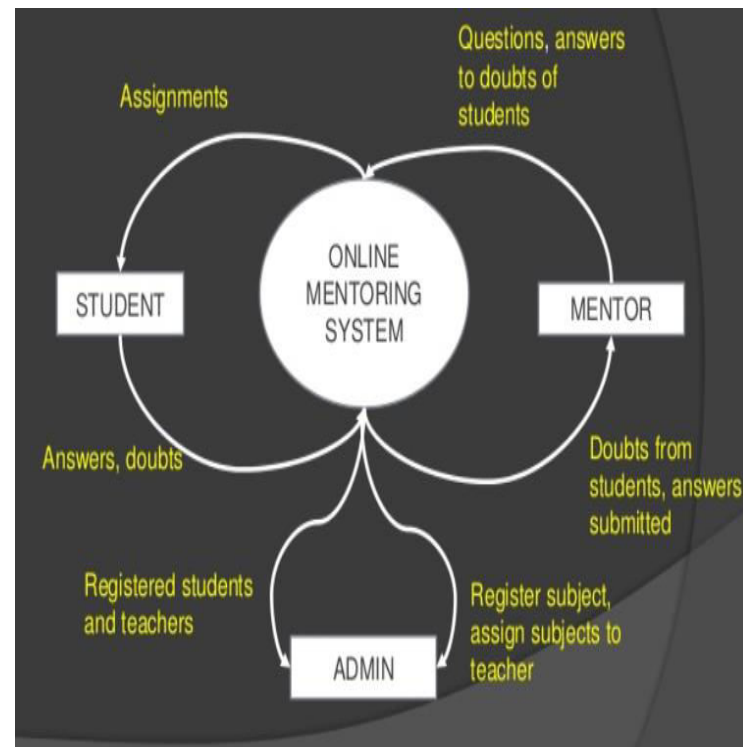 Questions, answers
to doubts of
students
Assignments
ONLINE
MENTORING
SYSTEM
STUDENT
MENTOR
Answers, doubts
Doubts from
students, answers
submitted
Registered students
and teachers
Register subject,
assign subjects to
teacher
ADMIN